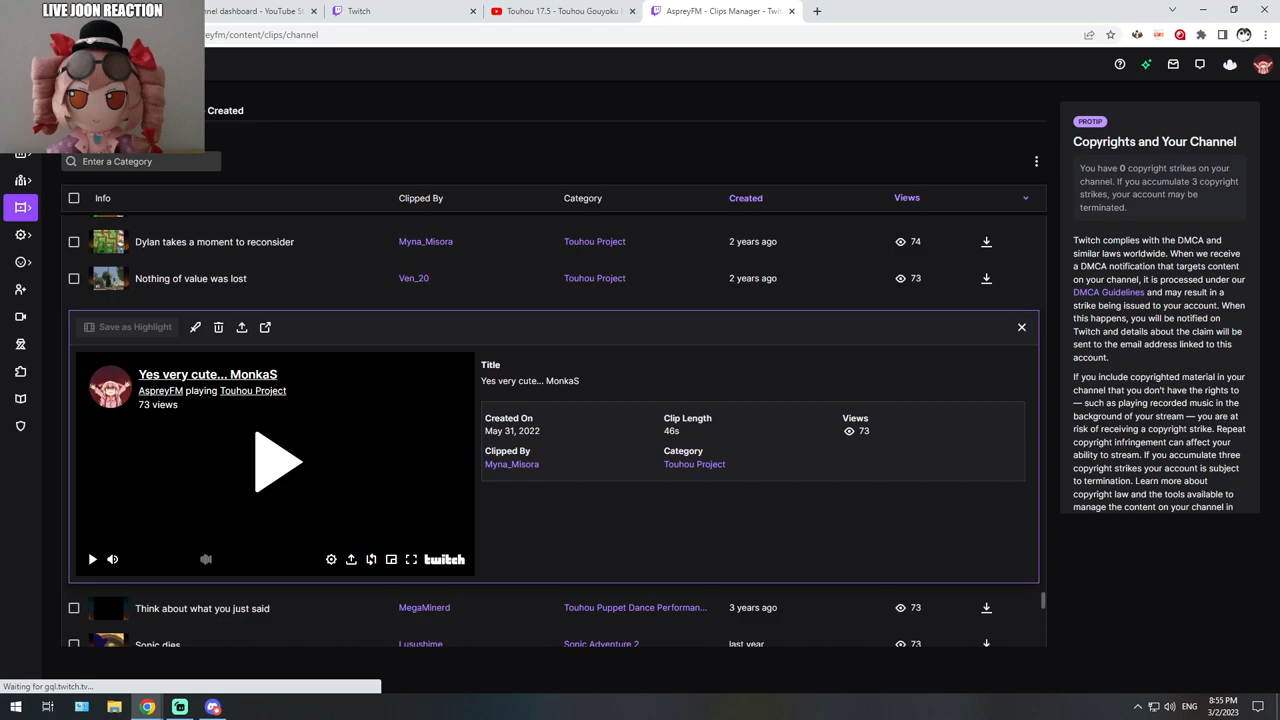 LIVE JOON REACTION
nel dashboard - YouTube S
Twitch
Touhou 17.5 - Touhou Gouyoku
AspreyFM - Clips Manager - Twit
eyfm/content/clips/channel
Created
Enter a Category
Info
Clipped By
Category
Created
Views
Dylan takes a moment to reconsider
Myna_Misora
Touhou Project
2 years ago
74
Nothing of value was lost
Ven_20
Touhou Project
2 years ago
73
Save as Highlight
Yes very cute... MonkaS
AspreyFM playing Touhou Project
73 views
twitch
Title
Yes very cute... MonkaS
Created On
Clip Length
Views
May 31, 2022
46s
73
Clipped By
Category
Myna_Misora
Touhou Project
Think about what you just said
MegaMinerd
Touhou Puppet Dance Performan...
3 years ago
73
Sonic dies
Lusushime
Sonic Adventure 2
last year
73
PROTIP
Copyrights and Your Channel
You have 0 copyright strikes on
your channel. If you accumulate 3 copyright
strikes, your account may be
terminated.
Twitch complies with the DMCA and
similar laws worldwide. When we receive
a DMCA notification that targets content
on your channel, it is processed under our
DMCA Guidelines and may result in a
strike being issued to your account. When
this happens, you will be notified on
Twitch and details about the claim will be
sent to the email address linked to this
account.
If you include copyrighted material in your
channel that you don't have the rights to
— such as playing recorded music in the
background of your stream — you are at
risk of receiving a copyright strike. Repeat
copyright infringement can affect your
ability to stream. If you accumulate three
copyright strikes your account is subject
to termination. Learn more about
copyright law and the tools available to
manage the content on your channel in
Waiting for gql.twitch.tv...
ENG
8:55 PM
3/2/2023